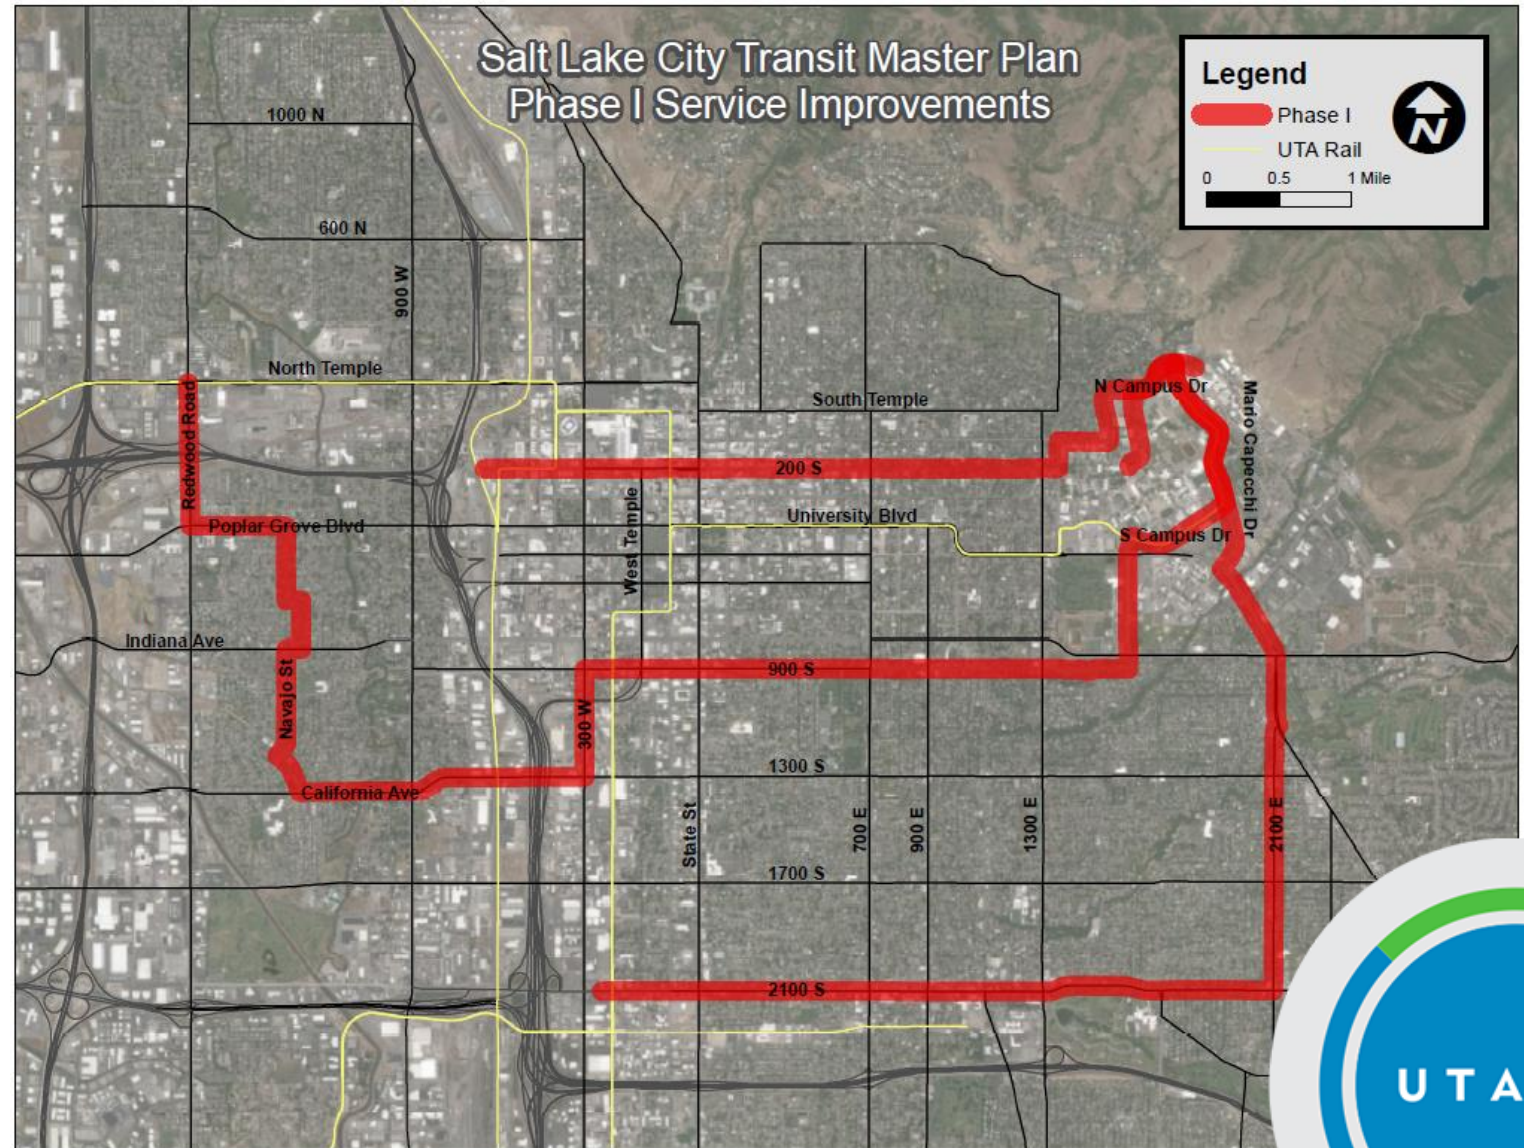 Salt Lake City Transit Master Plan
Phase I Service Improvements
Legend
Phase I
UTA Rail
0 0.5 1 Mile
N
1000 N
600 N
900 W
North Temple
South Temple
N Campus Dr
Mario Capecchi Dr
Redwood Road
200 S
Poplar Grove Blvd
West Temple
University Blvd
S Campus Dr
Indiana Ave
Navajo St
900 S
300 W
1300 S
California Ave
State St
700 E
900 E
1300 E
2100 E
1700 S
2100 S
UTA